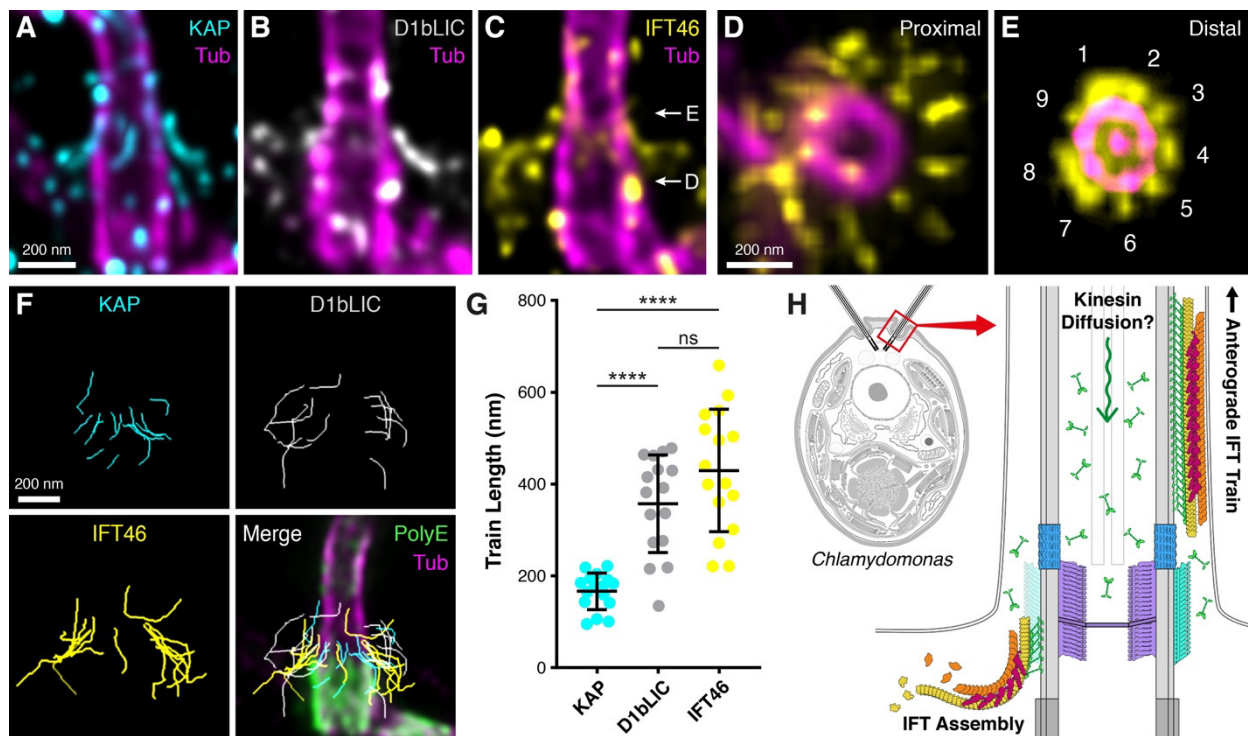 A
KAP
Tub
200 nm
B
D1bLIC
Tub
C
IFT46
Tub
E
D
D
Proximal
200 nm
E
Distal
1
2
3
4
5
6
7
8
9
F
KAP
200 nm
D1bLIC
IFT46
Merge
PolyE
Tub
G
Train Length (nm)
800
600
400
200
0
****
****
ns
KAP
D1bLIC
IFT46
H
Chlamydomonas
Kinesin
Diffusion?
Anterograde IFT Train
IFT Assembly